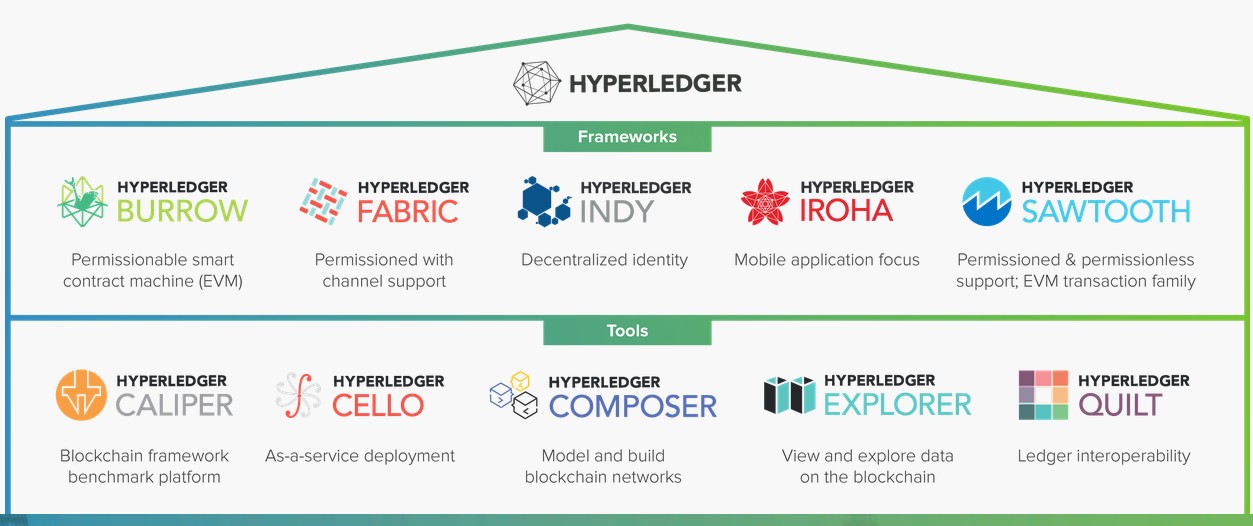 HYPERLEDGER
Frameworks
HYPERLEDGER
BURROW
Permissionable smart
contract machine (EVM)
HYPERLEDGER
FABRIC
Permissioned with
channel support
HYPERLEDGER
INDY
Decentralized identity
HYPERLEDGER
IROHA
Mobile application focus
HYPERLEDGER
SAWTOOTH
Permissioned & permissionless
support; EVM transaction family
Tools
HYPERLEDGER
CALIPER
Blockchain framework
benchmark platform
HYPERLEDGER
CELLO
As-a-service deployment
HYPERLEDGER
COMPOSER
Model and build
blockchain networks
HYPERLEDGER
EXPLORER
View and explore data
on the blockchain
HYPERLEDGER
QUILT
Ledger interoperability